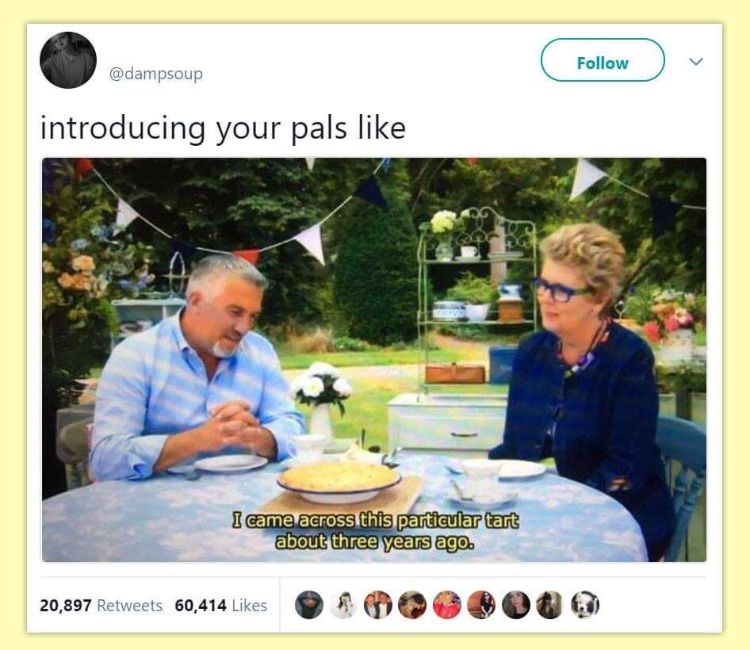 @dampsoup
Follow
introducing your pals like
I came across this particular tart
about three years ago.
20,897 Retweets 60,414 Likes